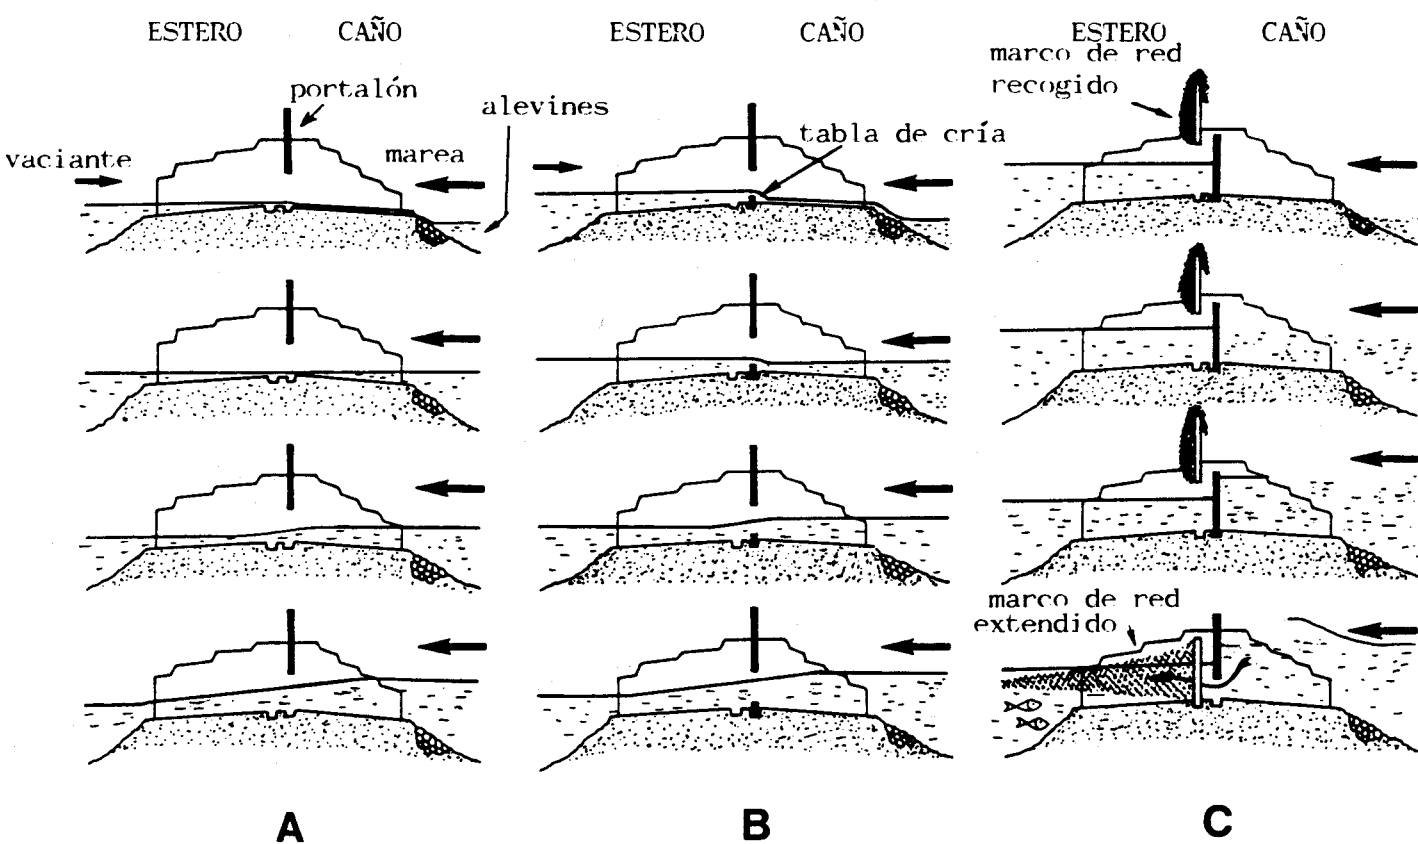 ESTERO CAÑO
ESTERO CAÑO
ESTERO CAÑO
portalón
alevines
vaciante
marea
tabla de cría
marco de red
recogido
marco de red
extendido
A
B
C